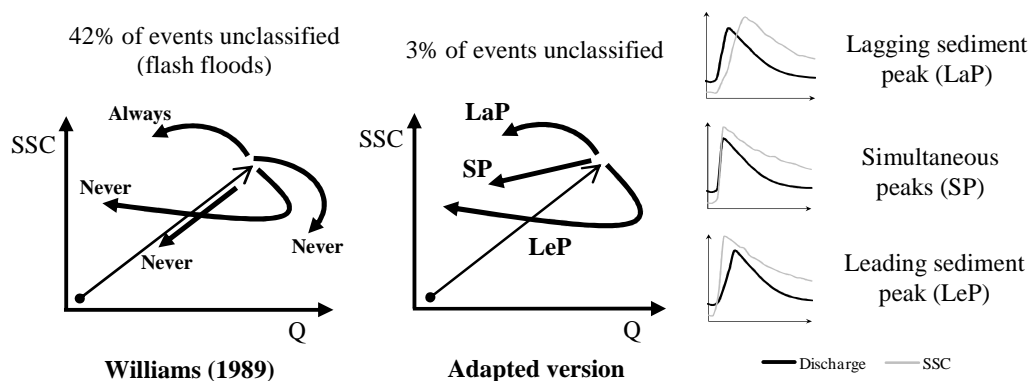 42% of events unclassified
(flash floods)
Always
SSC
Never
Never
Never
Q
Williams (1989)
3% of events unclassified
LaP
SSC
SP
LeP
Q
Adapted version
Lagging sediment
peak (LaP)
Simultaneous
peaks (SP)
Leading sediment
peak (LeP)
Discharge
SSC